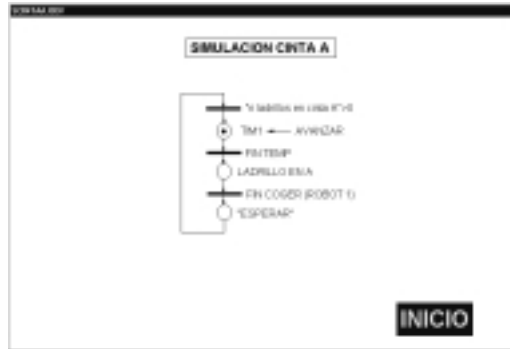 SIMULACION CINTA A
TIM1 AVANZAR
FIN TEMP
LADRILLO EN A
FIN COGER (ROBOT 1)
"ESPERAR"
INICIO